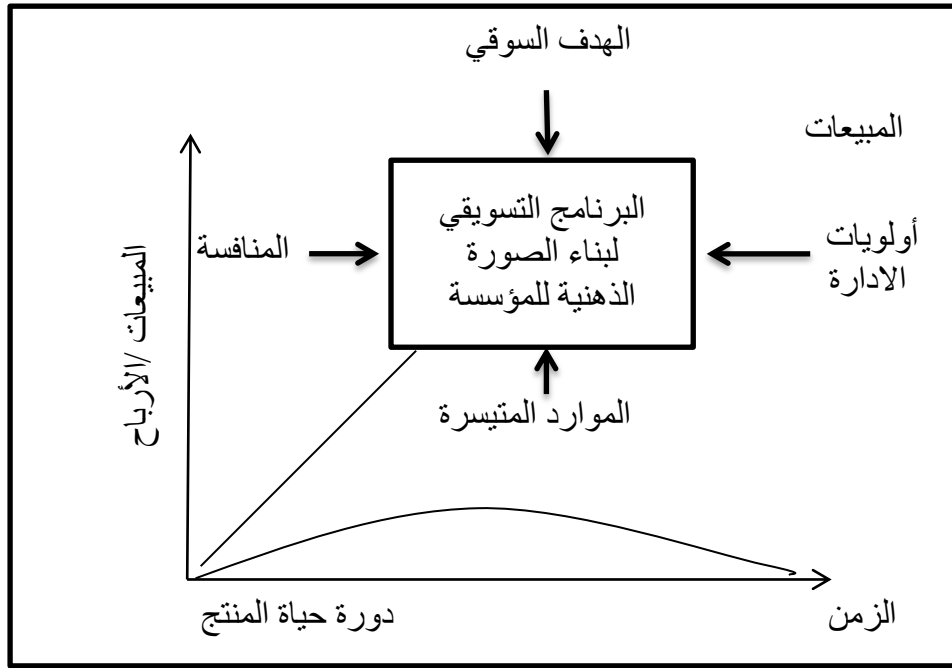 الهدف السوقي
المبيعات
البرنامج التسويقي
لبناء الصورة
الذهنية للمؤسسة
أولويات
الادارة
المنافسة
المبيعات /الأرباح
الموارد المتيسرة
الزمن
دورة حياة المنتج